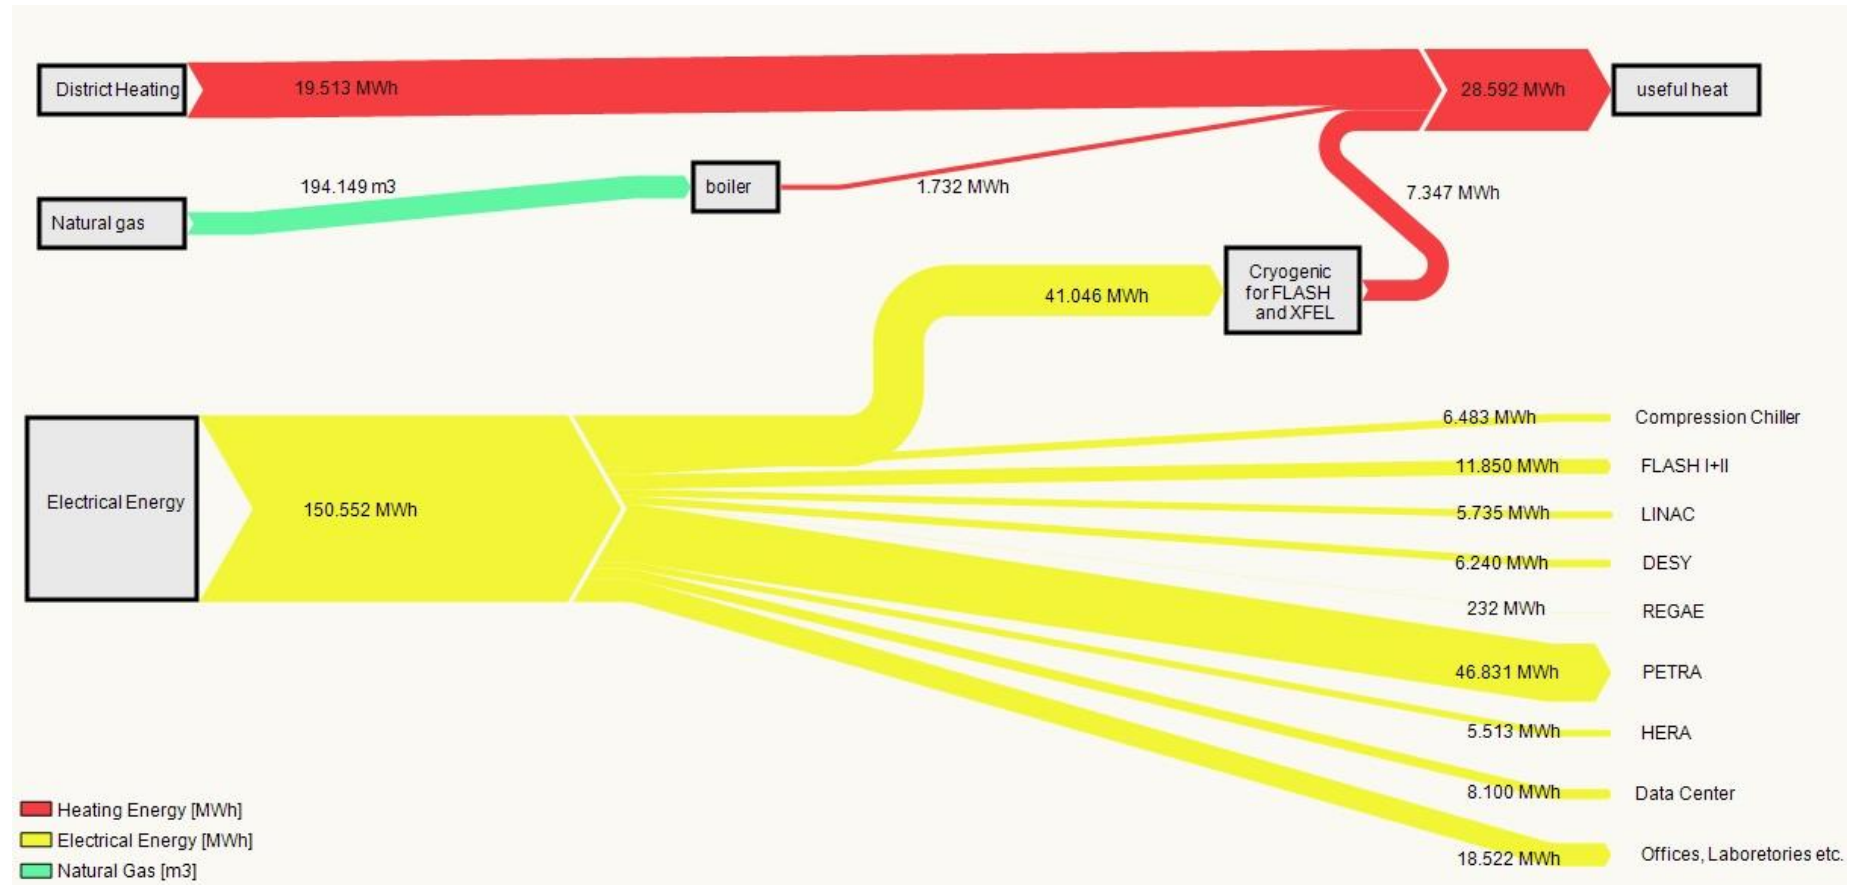 District Heating
19.513 MWh
28.592 MWh
useful heat
194.149 m3
boiler
1.732 MWh
7.347 MWh
Natural gas
Cryogenic
for FLASH
and XFEL
41.046 MWh
Electrical Energy
150.552 MWh
6.483 MWh
Compression Chiller
11.850 MWh
FLASH I+II
5.735 MWh
LINAC
6.240 MWh
DESY
232 MWh
REGAE
46.831 MWh
PETRA
5.513 MWh
HERA
8.100 MWh
Data Center
18.522 MWh
Offices, Laboretories etc.
Heating Energy [MWh]
Electrical Energy [MWh]
Natural Gas [m3]